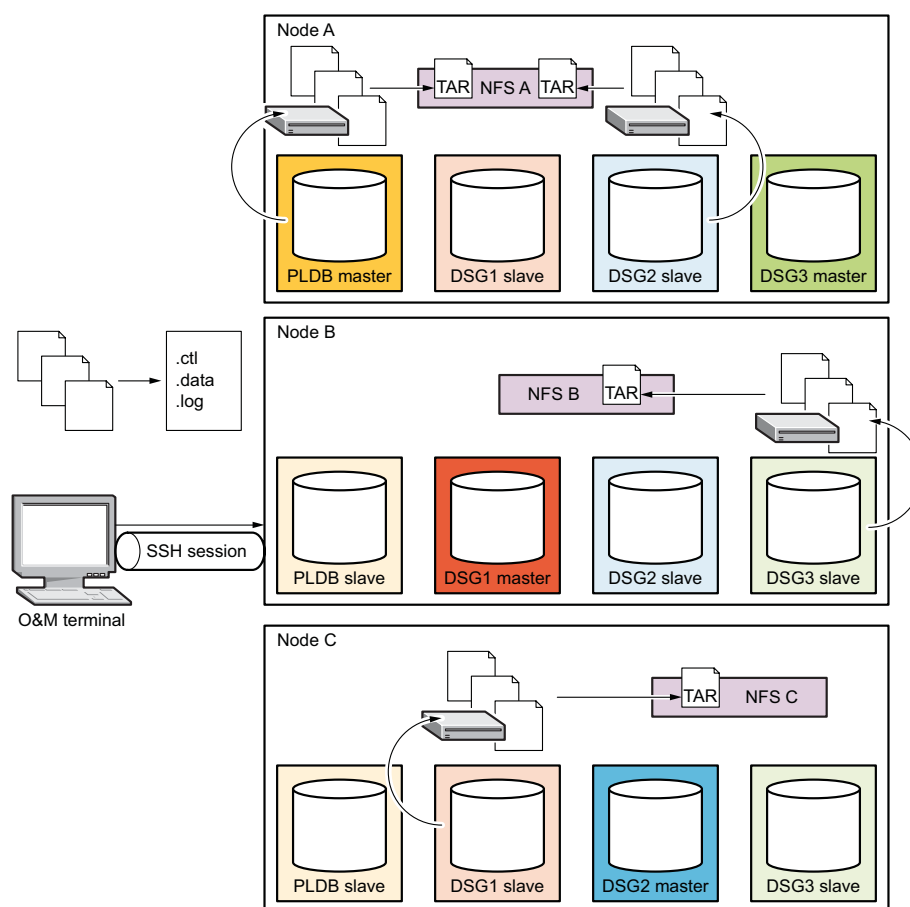 Node A
TAR
NFS A
TAR
PLDB master
DSG1 slave
DSG2 slave
DSG3 master
.ctl
.data
.log
Node B
NFS B
TAR
SSH session
O&M terminal
PLDB slave
DSG1 master
DSG2 slave
DSG3 slave
Node C
TAR
NFS C
PLDB slave
DSG1 slave
DSG2 master
DSG3 slave